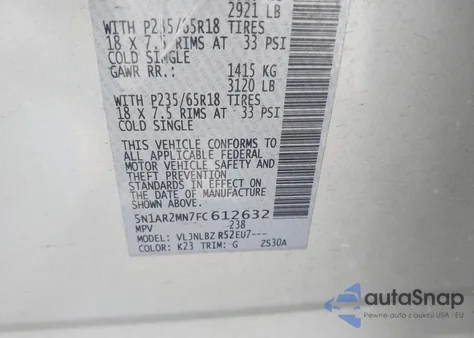 2921 LB
WITH P235/65R18 TIRES
18 X 7.5 RIMS AT 33 PSI
COLD SINGLE
GAWR RR.: 1415 KG
3120 LB
WITH P235/65R18 TIRES
18 X 7.5 RIMS AT 33 PSI
COLD SINGLE
THIS VEHICLE CONFORMS TO
ALL APPLICABLE FEDERAL
MOTOR VEHICLE SAFETY AND
THEFT PREVENTION
STANDARDS IN EFFECT ON
THE DATE OF MANUFACTURE
SHOWN ABOVE.
5N1AR2MN7FC612632
MPV -238
MODEL: VLJNLBZ R52EU7---
COLOR: K23 TRIM: G ZS30A
autoSnap
Pewne auto z aukcji USA i EU